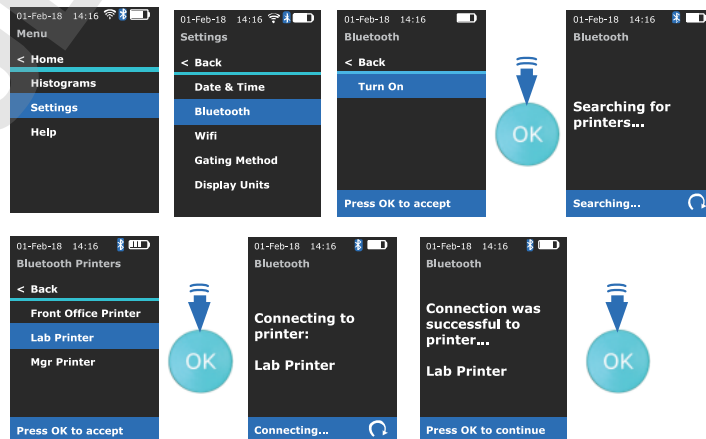 01-Feb-18 14:16
Menu
< Home
Histograms
Settings
Help
01-Feb-18 14:16
Settings
< Back
Date & Time
Bluetooth
Wifi
Gating Method
Display Units
01-Feb-18 14:16
Bluetooth
< Back
Turn On
Press OK to accept
OK
01-Feb-18 14:16
Bluetooth
Searching for
printers...
Searching...
01-Feb-18 14:16
Bluetooth Printers
< Back
Front Office Printer
Lab Printer
Mgr Printer
Press OK to accept
OK
01-Feb-18 14:16
Bluetooth
Connecting to
printer:
Lab Printer
Connecting...
01-Feb-18 14:16
Bluetooth
Connection was
successful to
printer...
Lab Printer
Press OK to continue
OK